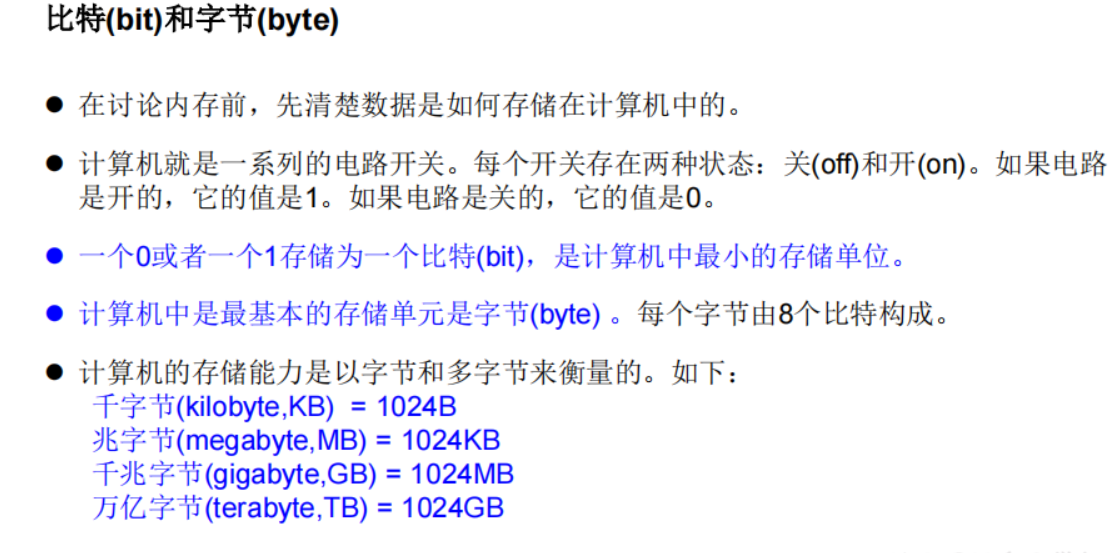 比特(bit)和字节(byte)
● 在讨论内存前，先清楚数据是如何存储在计算机中的。
● 计算机就是一系列的电路开关。每个开关存在两种状态：关(off)和开(on)。如果电路
是开的，它的值是1。如果电路是关的，它的值是0。
● 一个0或者一个1存储为一个比特(bit)，是计算机中最小的存储单位。
● 计算机中是最基本的存储单元是字节(byte) 。每个字节由8个比特构成。
● 计算机的存储能力是以字节和多字节来衡量的。如下：
千字节(kilobyte,KB) = 1024B
兆字节(megabyte,MB) = 1024KB
千兆字节(gigabyte,GB) = 1024MB
万亿字节(terabyte,TB) = 1024GB